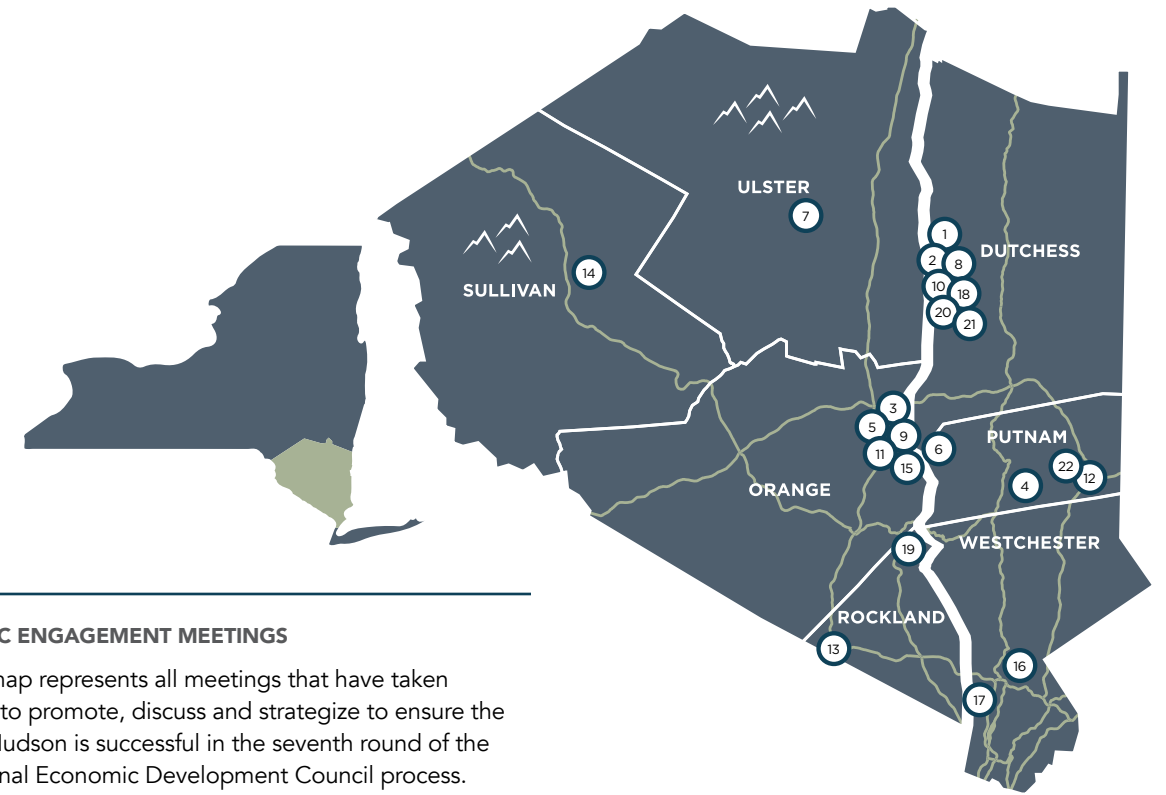 ULSTER
7
1
DUTCHESS
2
8
14
10
18
SULLIVAN
20
21
3
5
9
6
PUTNAM
11
15
22
12
4
ORANGE
19
WESTCHESTER
ROCKLAND
13
16
17
C ENGAGEMENT MEETINGS
map represents all meetings that have taken
to promote, discuss and strategize to ensure the
Hudson is successful in the seventh round of the
nal Economic Development Council process.